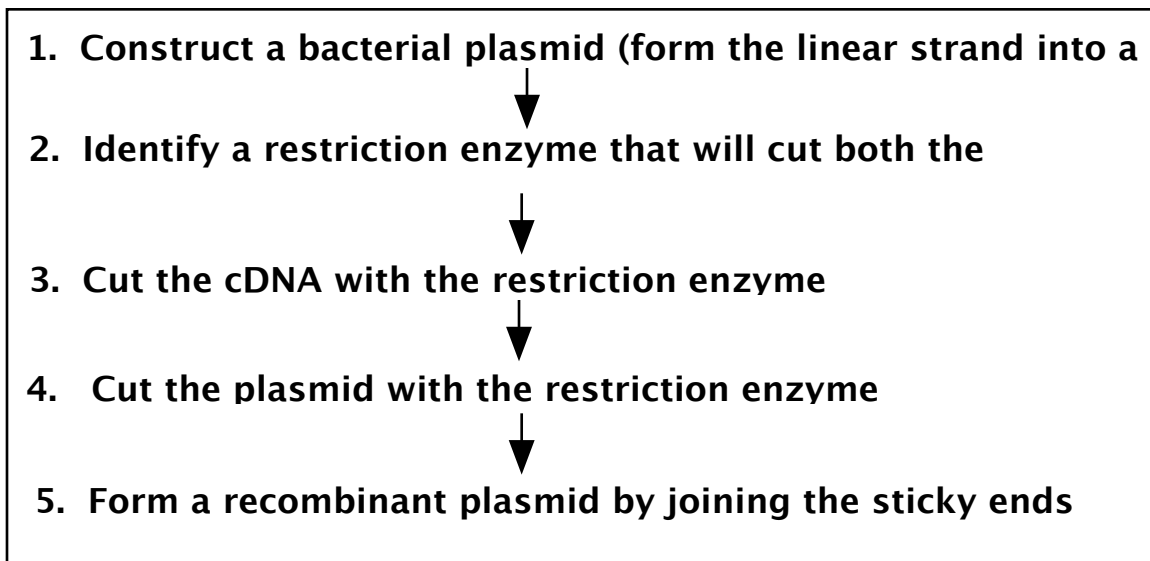 1. Construct a bacterial plasmid (form the linear strand into a
2. Identify a restriction enzyme that will cut both the
3. Cut the cDNA with the restriction enzyme
4. Cut the plasmid with the restriction enzyme
5. Form a recombinant plasmid by joining the sticky ends